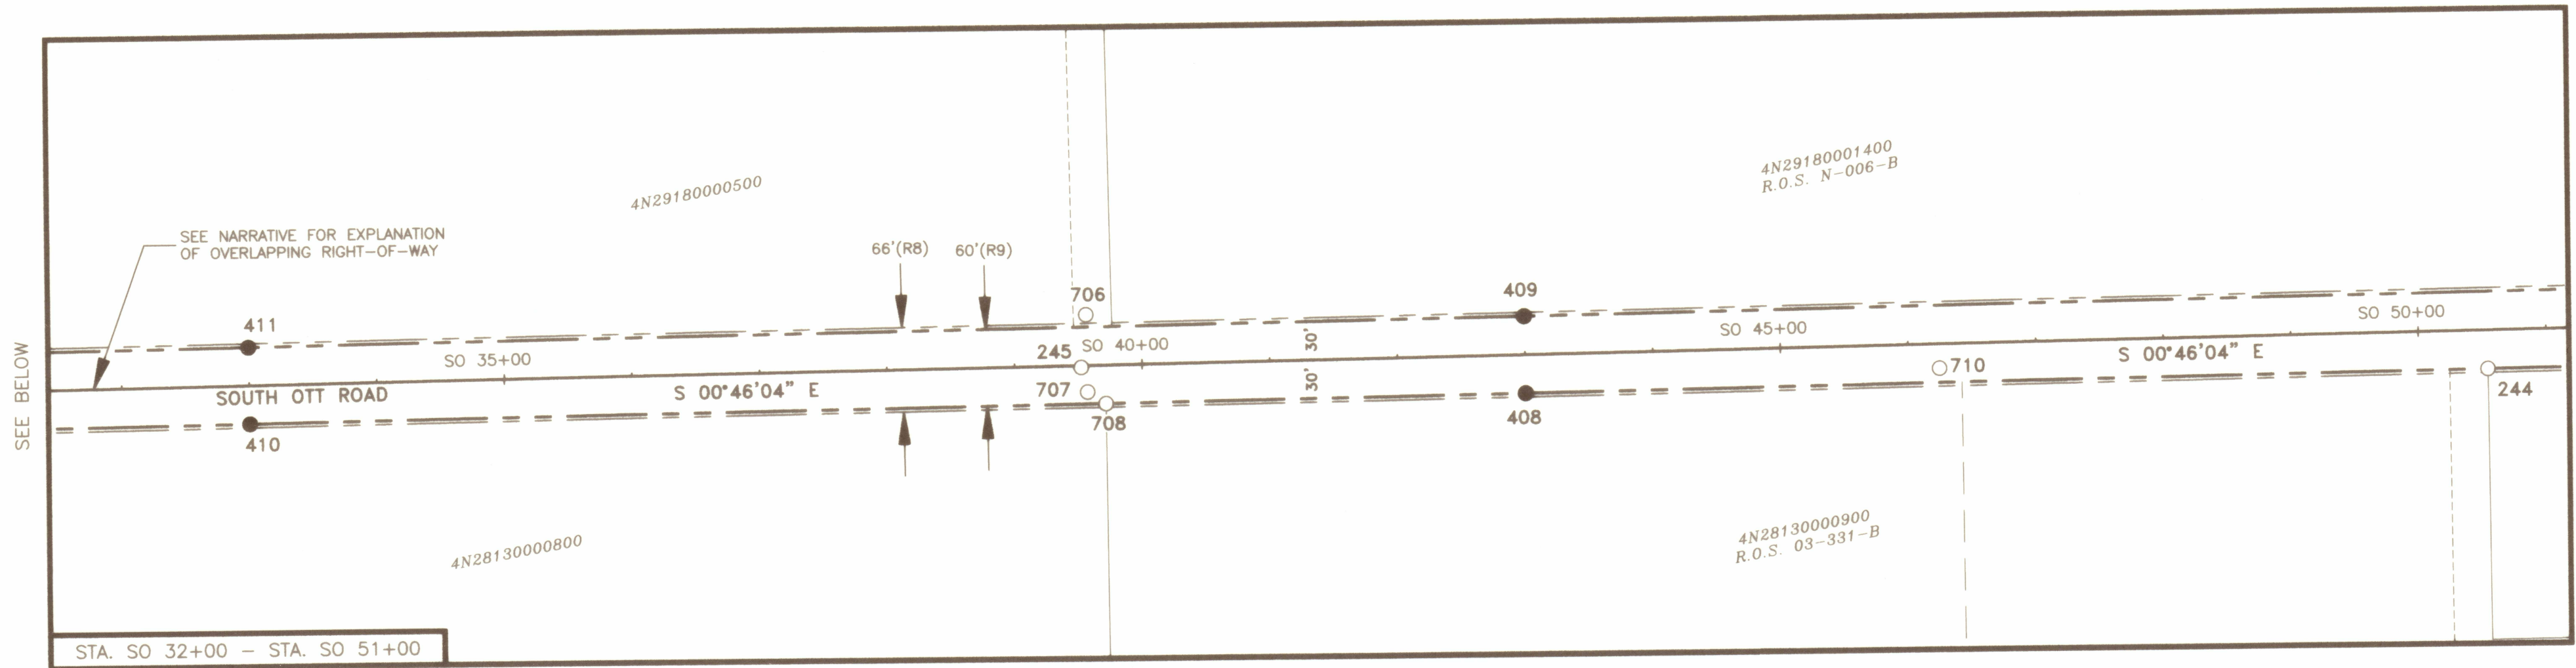 4N29180001400
R.O.S. N-006-B
4N29180000500
SEE NARRATIVE FOR EXPLANATION
OF OVERLAPPING RIGHT-OF-WAY
66'(R8)
60'(R9)
706
409
411
SO 35+00
245
SO 40+00
30'
SO 45+00
SO 50+00
SEE BELOW
SOUTH OTT ROAD
S 00°46'04" E
707
30'
710
S 00°46'04" E
244
410
708
408
4N28130000800
4N28130000900
R.O.S. 03-331-B
STA. SO 32+00 - STA. SO 51+00